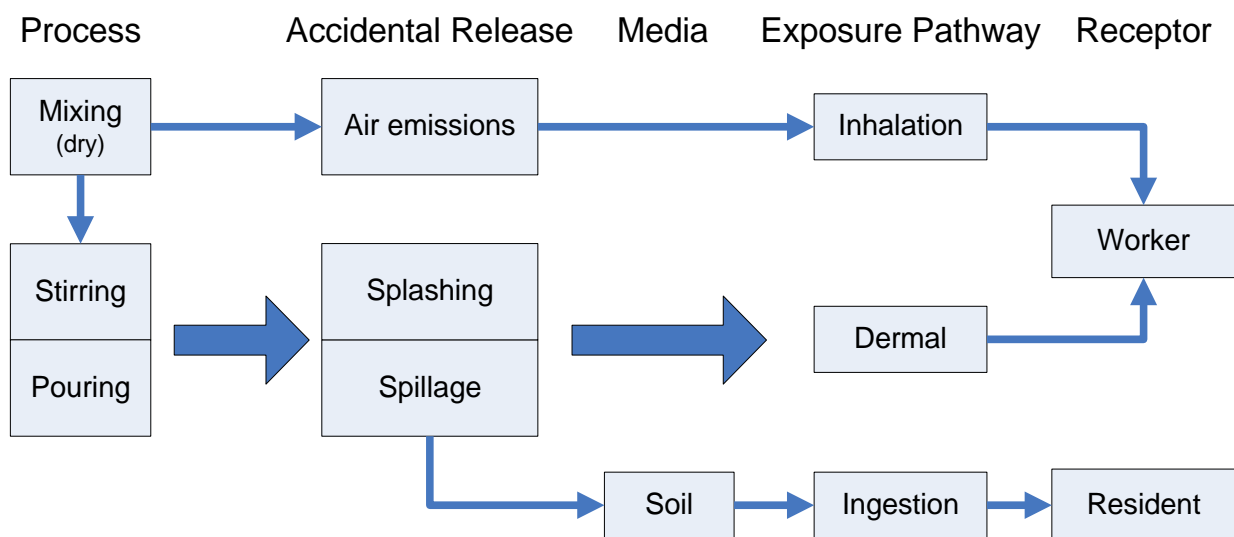 Process Accidental Release Media Exposure Pathway Receptor
Mixing
(dry)
Air emissions
Inhalation
Worker
Stirring
Splashing
Dermal
Pouring
Spillage
Soil
Ingestion
Resident